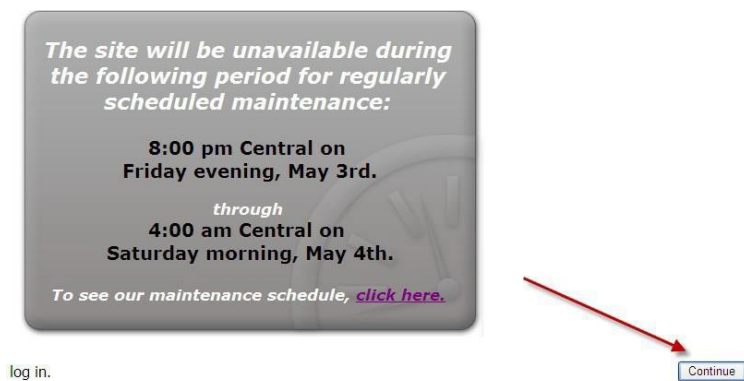 The site will be unavailable during
the following period for regularly
scheduled maintenance:
8:00 pm Central on
Friday evening, May 3rd.
through
4:00 am Central on
Saturday morning, May 4th.
To see our maintenance schedule, click here.
log in.
Continue